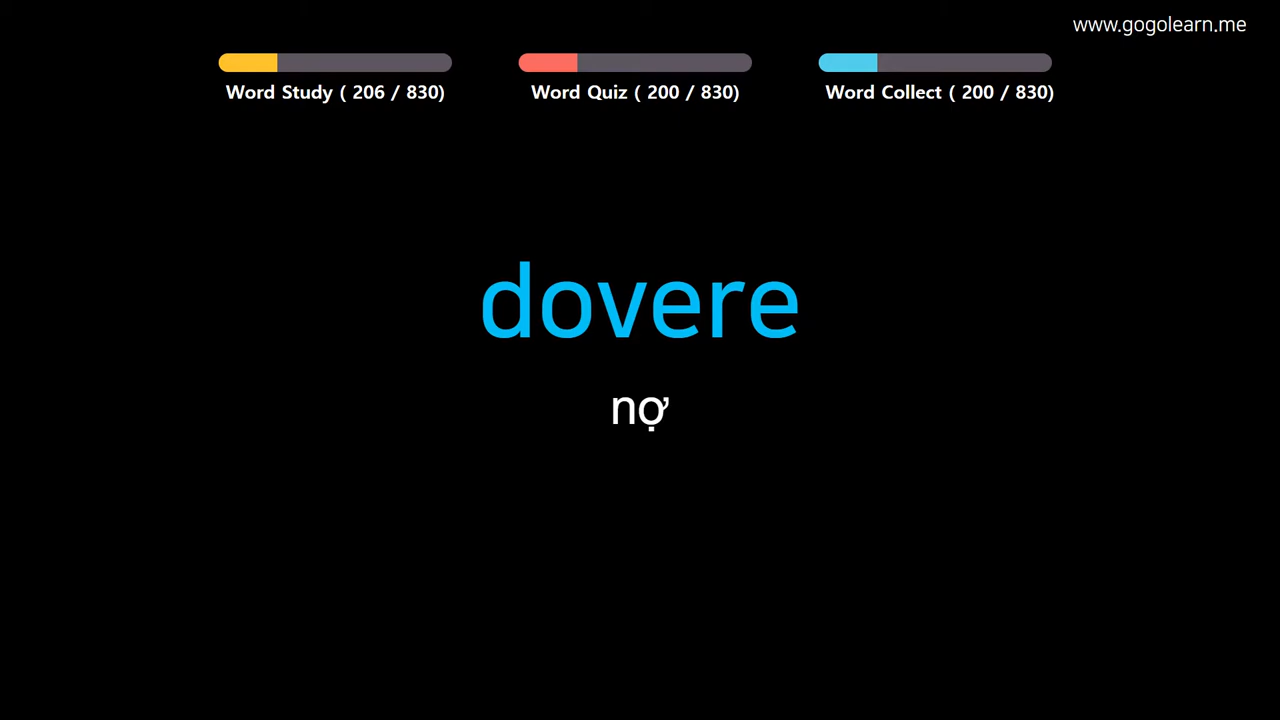 www.gogolearn.me
Word Study ( 206 / 830)
Word Quiz ( 200 / 830)
Word Collect ( 200 / 830)
dovere
nợ